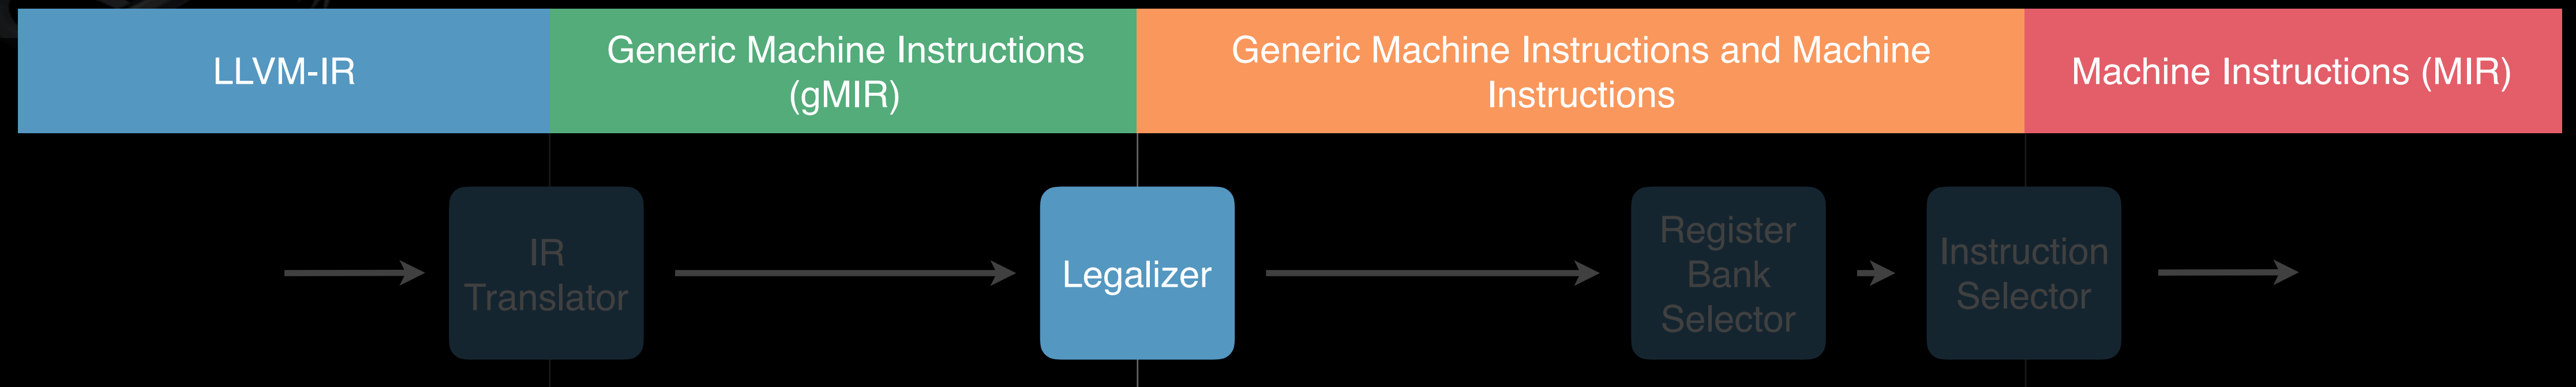 LLVM-IR
Generic Machine Instructions
(gMIR)
Generic Machine Instructions and Machine
Instructions
Machine Instructions (MIR)
IR
Translator
Legalizer
Register
Bank
Selector
Instruction
Selector